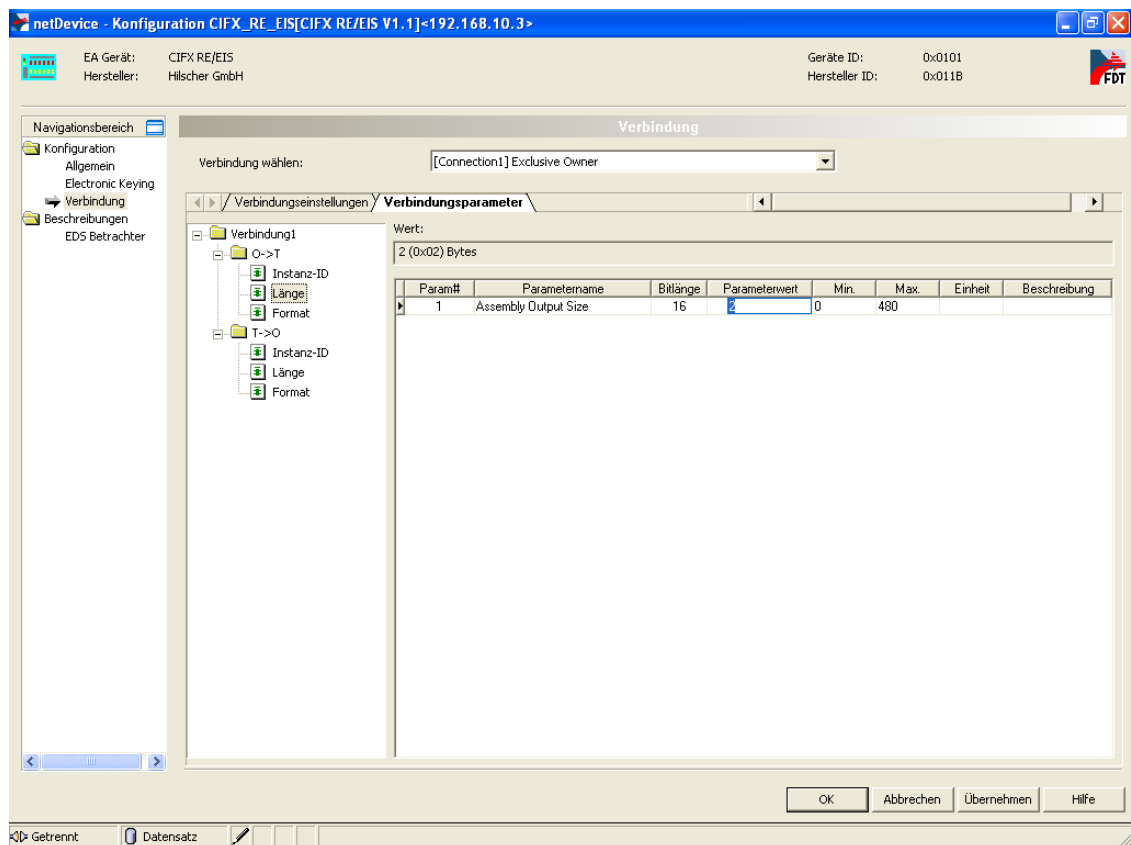 netDevice - Konfiguration CIFX_RE_EIS[CIFX RE/EIS V1.1]<192.168.10.3>
EA Gerät: CIFX RE/EIS Geräte ID: 0x0101
Hersteller: Hilscher GmbH Hersteller ID: 0x011B
FDT
Navigationsbereich
Verbindung
Konfiguration
Allgemein
Electronic Keying
Verbindung
Beschreibungen
EDS Betrachter
Verbindung wählen: [Connection1] Exclusive Owner
Verbindungseinstellungen Verbindungsparameter
Verbindung1
O->T
Instanz-ID
Länge
Format
T->O
Instanz-ID
Länge
Format
Wert:
2 (0x02) Bytes
Param# Parametername Bitlänge Parameterwert Min. Max. Einheit Beschreibung
1 Assembly Output Size 16 2 0 480
OK Abbrechen Übernehmen Hilfe
Getrennt Datensatz